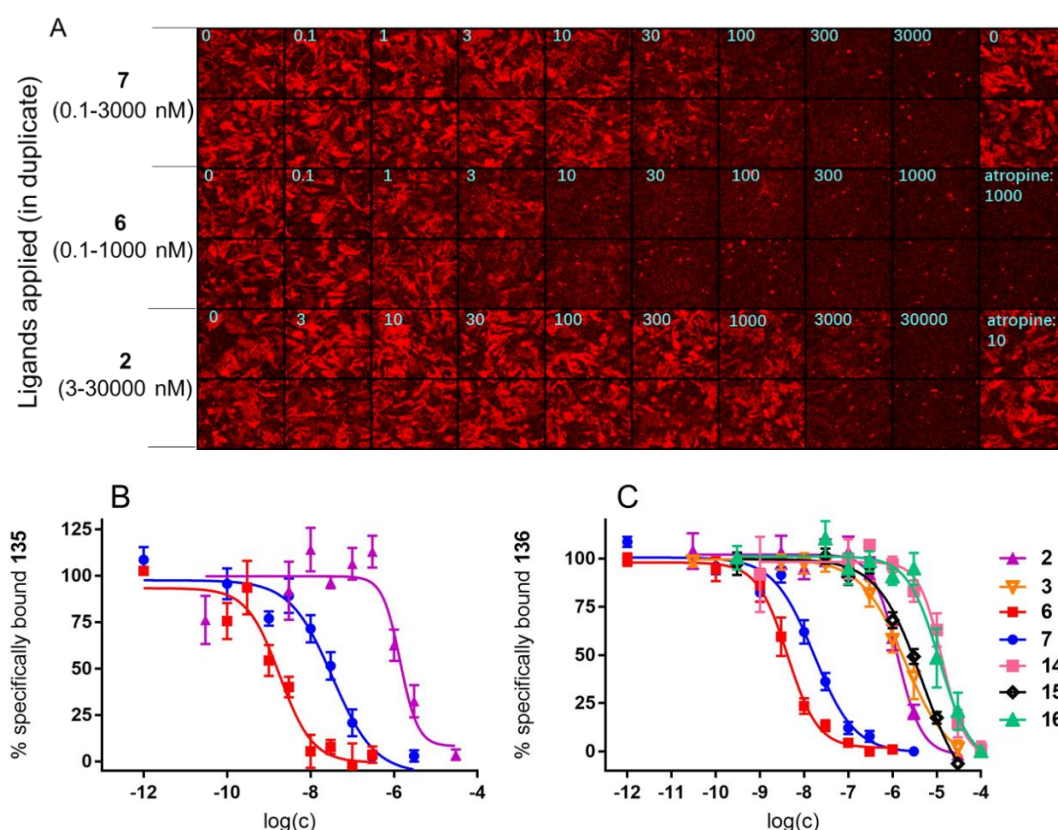 A
Ligands applied (in duplicate)
7
(0.1-3000 nM)
0 0.1 1 3 10 30 100 300 3000 0
6
(0.1-1000 nM)
0 0.1 1 3 10 30 100 300 1000 atropine:
1000
2
(3-30000 nM)
0 3 10 30 100 300 1000 3000 30000 atropine:
10
B
% specifically bound 135
125
100
75
50
25
0
-12 -10 -8 -6 -4
log(c)
C
% specifically bound 136
100
75
50
25
0
-12 -11 -10 -9 -8 -7 -6 -5 -4
log(c)
2
3
6
7
14
15
16